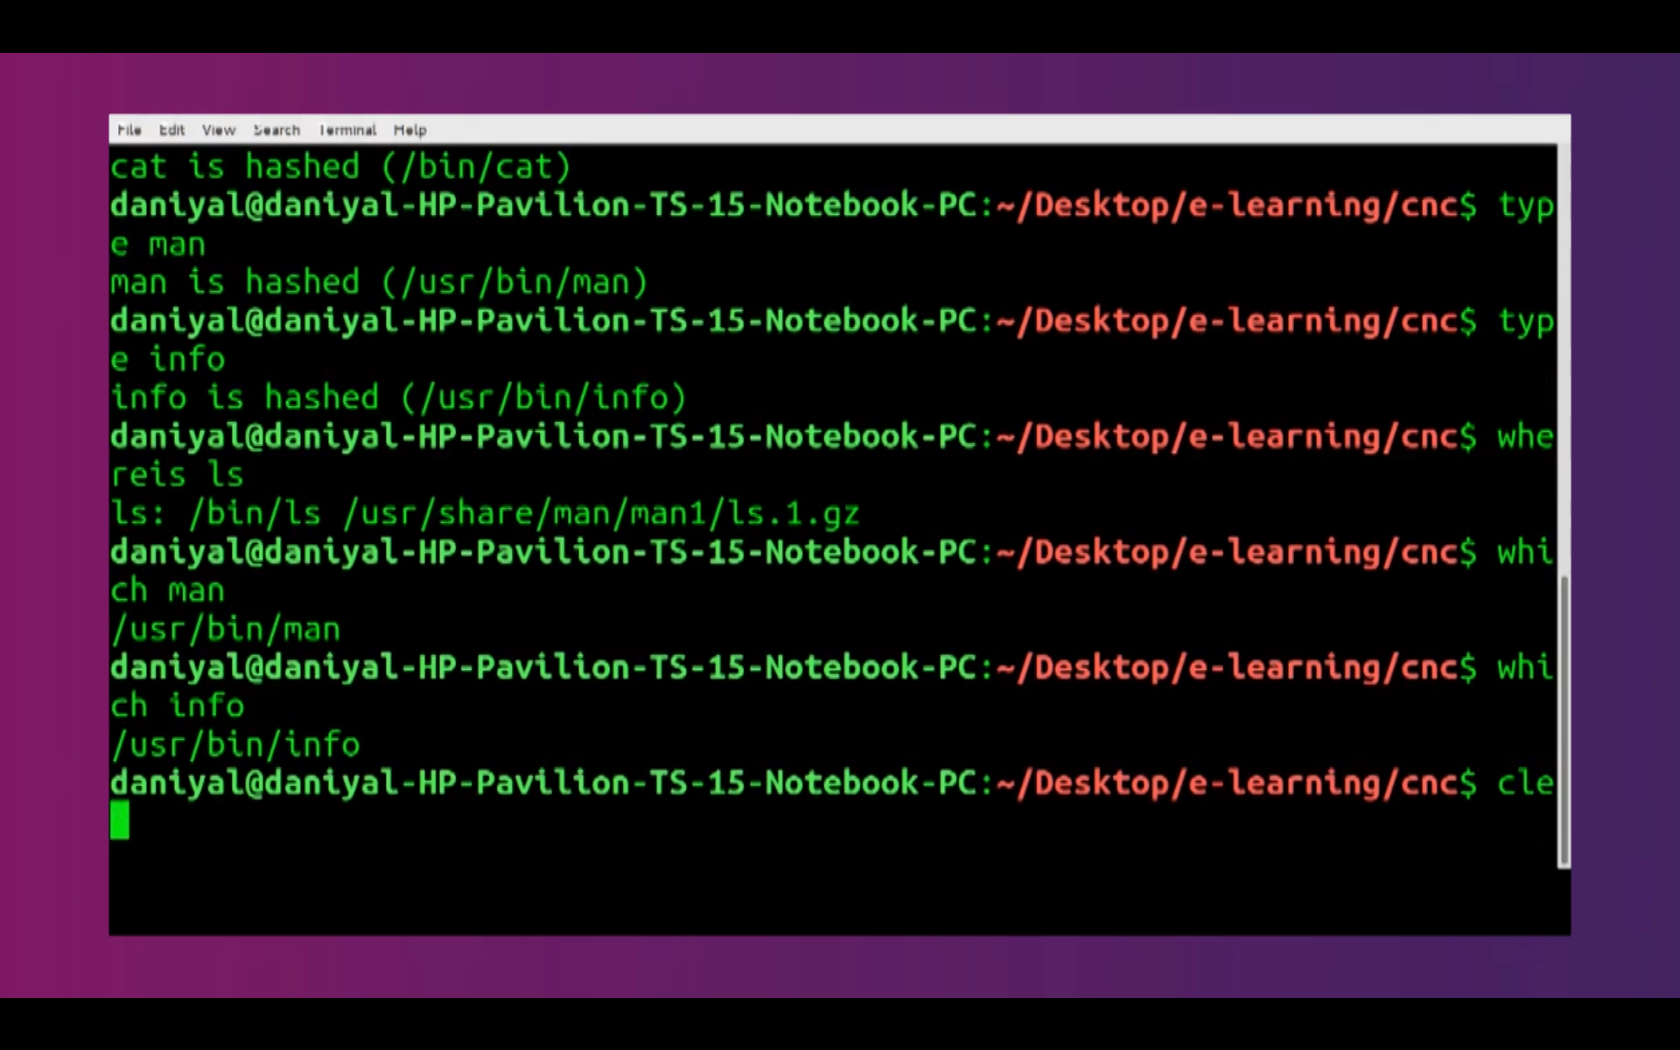 File Edit View Search Terminal Help
cat is hashed (/bin/cat)
daniyal@daniyal-HP-Pavilion-TS-15-Notebook-PC:~/Desktop/e-learning/cnc$ typ
e man
man is hashed (/usr/bin/man)
daniyal@daniyal-HP-Pavilion-TS-15-Notebook-PC:~/Desktop/e-learning/cnc$ typ
e info
info is hashed (/usr/bin/info)
daniyal@daniyal-HP-Pavilion-TS-15-Notebook-PC:~/Desktop/e-learning/cnc$ whe
reis ls
ls: /bin/ls /usr/share/man/man1/ls.1.gz
daniyal@daniyal-HP-Pavilion-TS-15-Notebook-PC:~/Desktop/e-learning/cnc$ whi
ch man
/usr/bin/man
daniyal@daniyal-HP-Pavilion-TS-15-Notebook-PC:~/Desktop/e-learning/cnc$ whi
ch info
/usr/bin/info
daniyal@daniyal-HP-Pavilion-TS-15-Notebook-PC:~/Desktop/e-learning/cnc$ cle